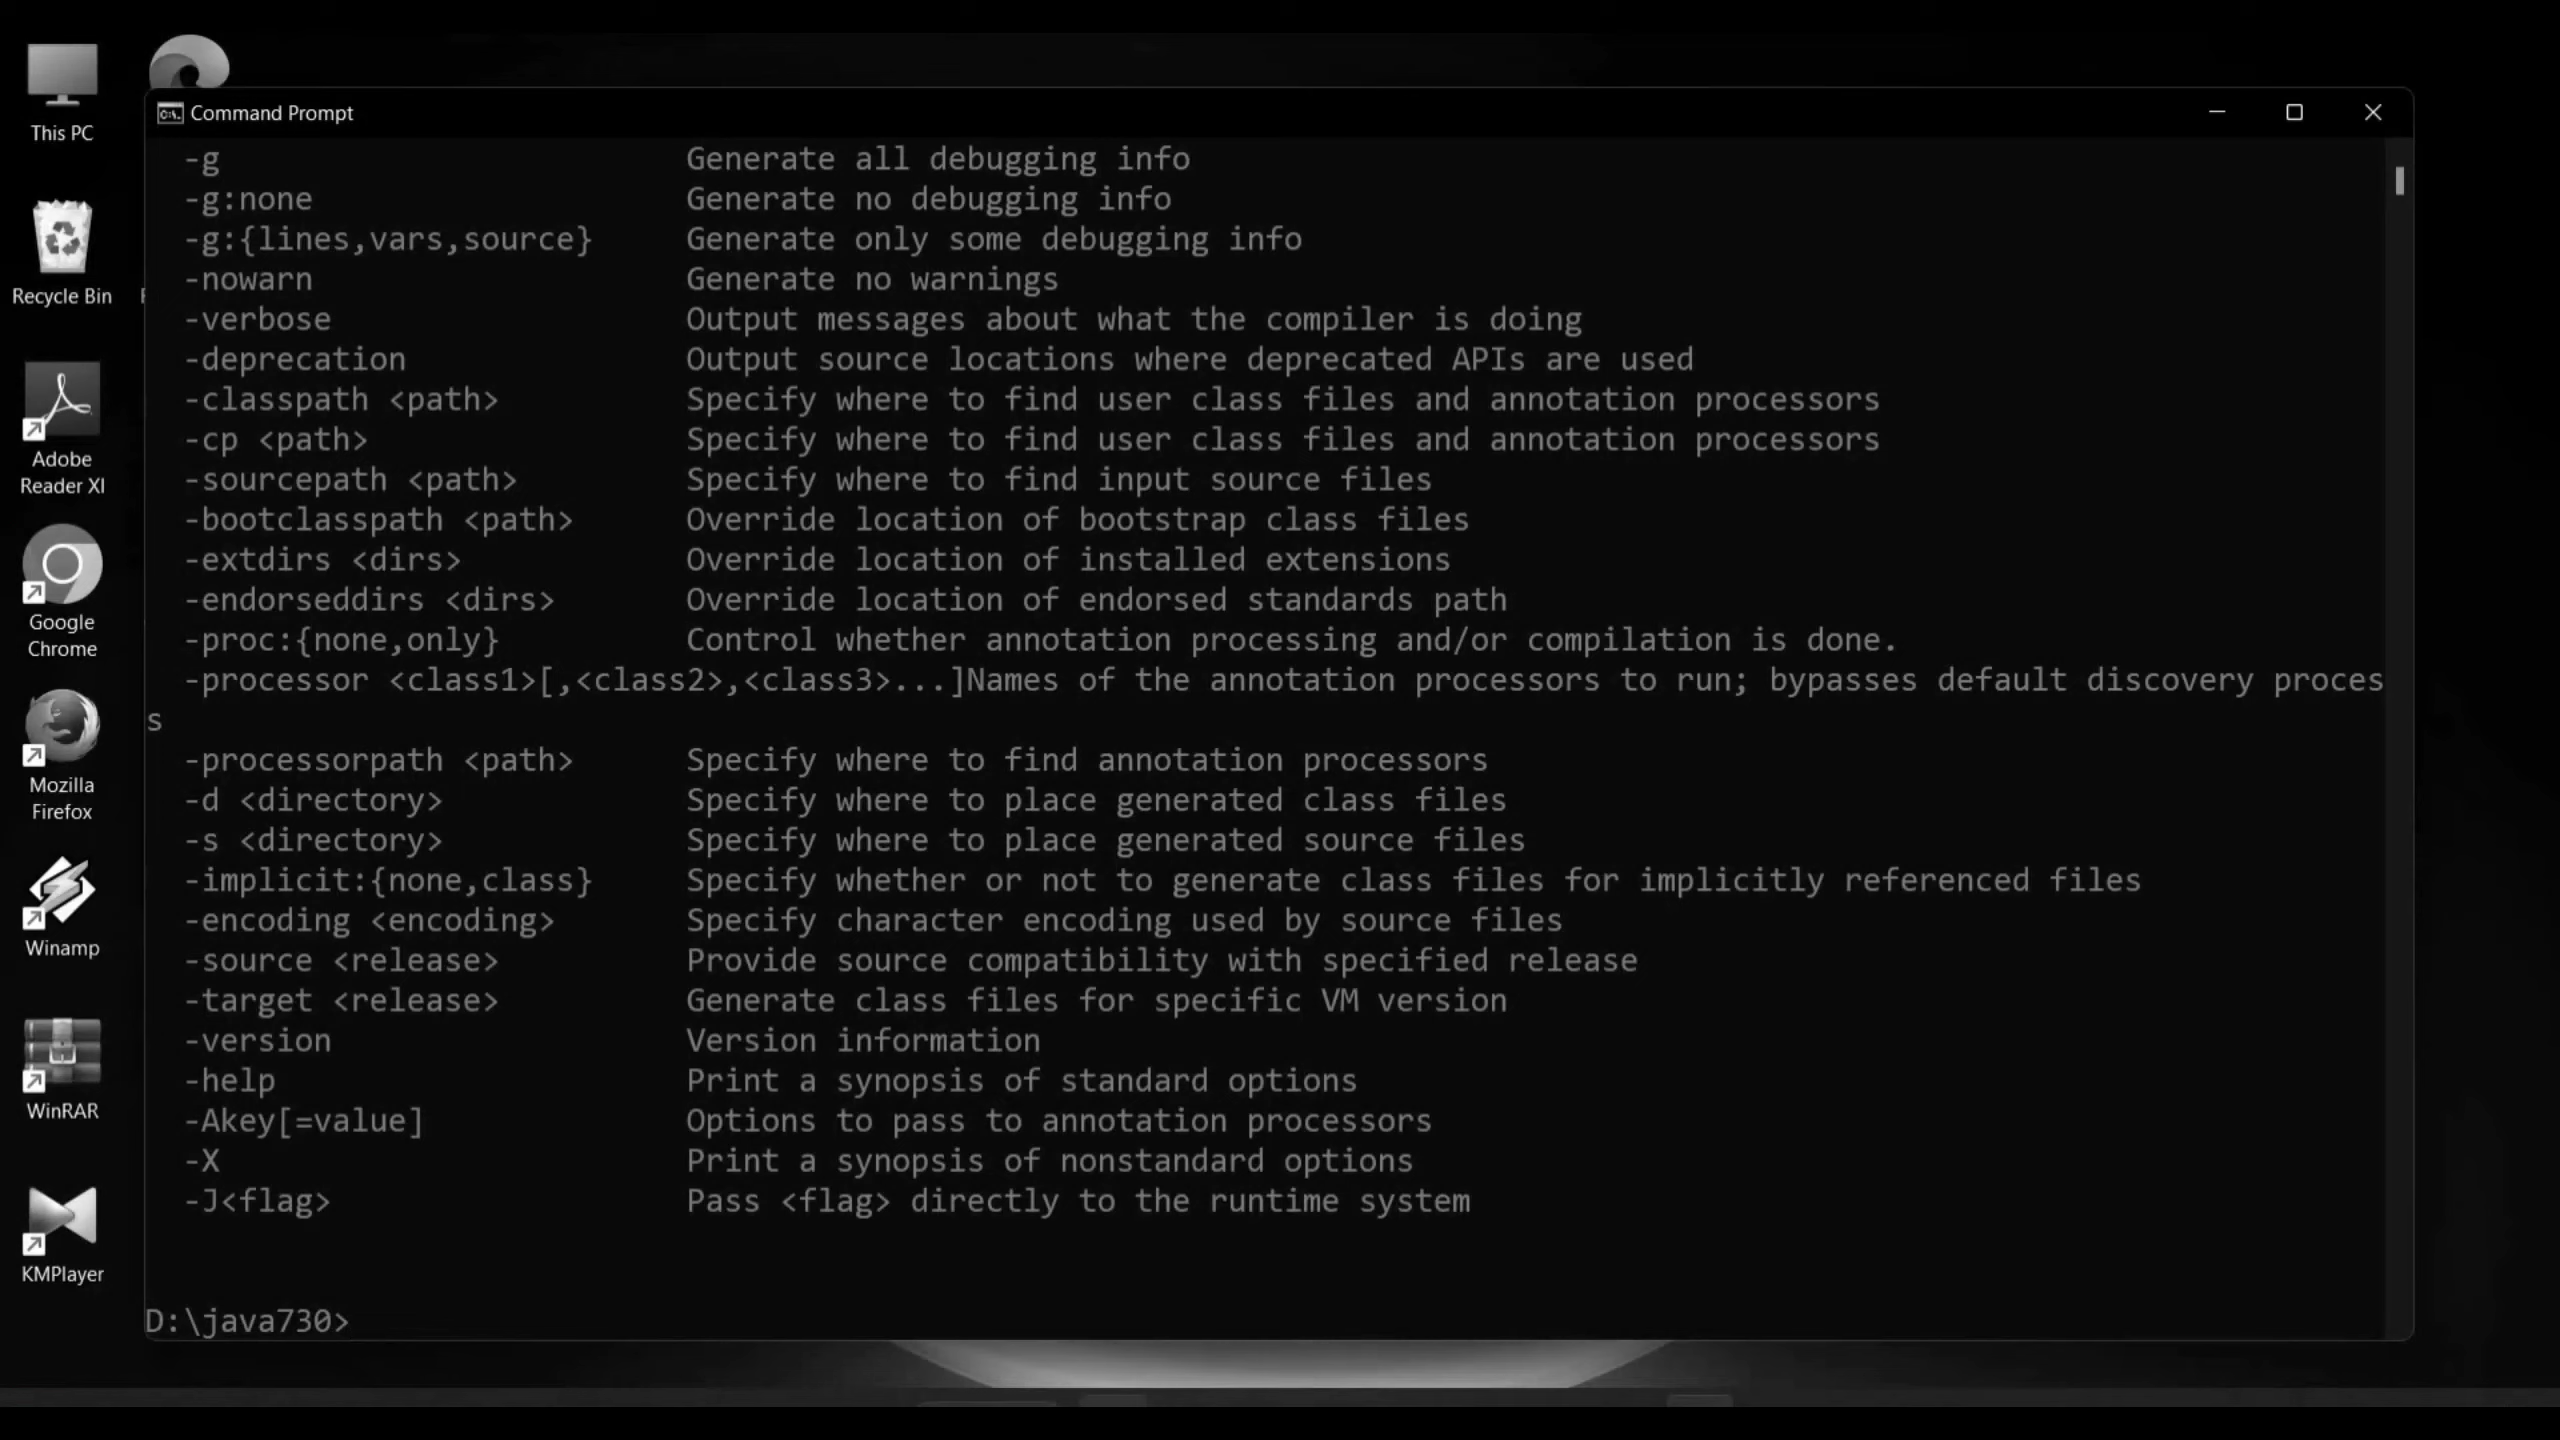 This PC
Recycle Bin
Adobe
Reader XI
Google
Chrome
Mozilla
Firefox
Winamp
WinRAR
KMPlayer
Command Prompt
-g Generate all debugging info
-g:none Generate no debugging info
-g:{lines,vars,source} Generate only some debugging info
-nowarn Generate no warnings
-verbose Output messages about what the compiler is doing
-deprecation Output source locations where deprecated APIs are used
-classpath <path> Specify where to find user class files and annotation processors
-cp <path> Specify where to find user class files and annotation processors
-sourcepath <path> Specify where to find input source files
-bootclasspath <path> Override location of bootstrap class files
-extdirs <dirs> Override location of installed extensions
-endorseddirs <dirs> Override location of endorsed standards path
-proc:{none,only} Control whether annotation processing and/or compilation is done.
-processor <class1>[,<class2>,<class3>...]Names of the annotation processors to run; bypasses default discovery proces
s
-processorpath <path> Specify where to find annotation processors
-d <directory> Specify where to place generated class files
-s <directory> Specify where to place generated source files
-implicit:{none,class} Specify whether or not to generate class files for implicitly referenced files
-encoding <encoding> Specify character encoding used by source files
-source <release> Provide source compatibility with specified release
-target <release> Generate class files for specific VM version
-version Version information
-help Print a synopsis of standard options
-Akey[=value] Options to pass to annotation processors
-X Print a synopsis of nonstandard options
-J<flag> Pass <flag> directly to the runtime system
D:\java730>